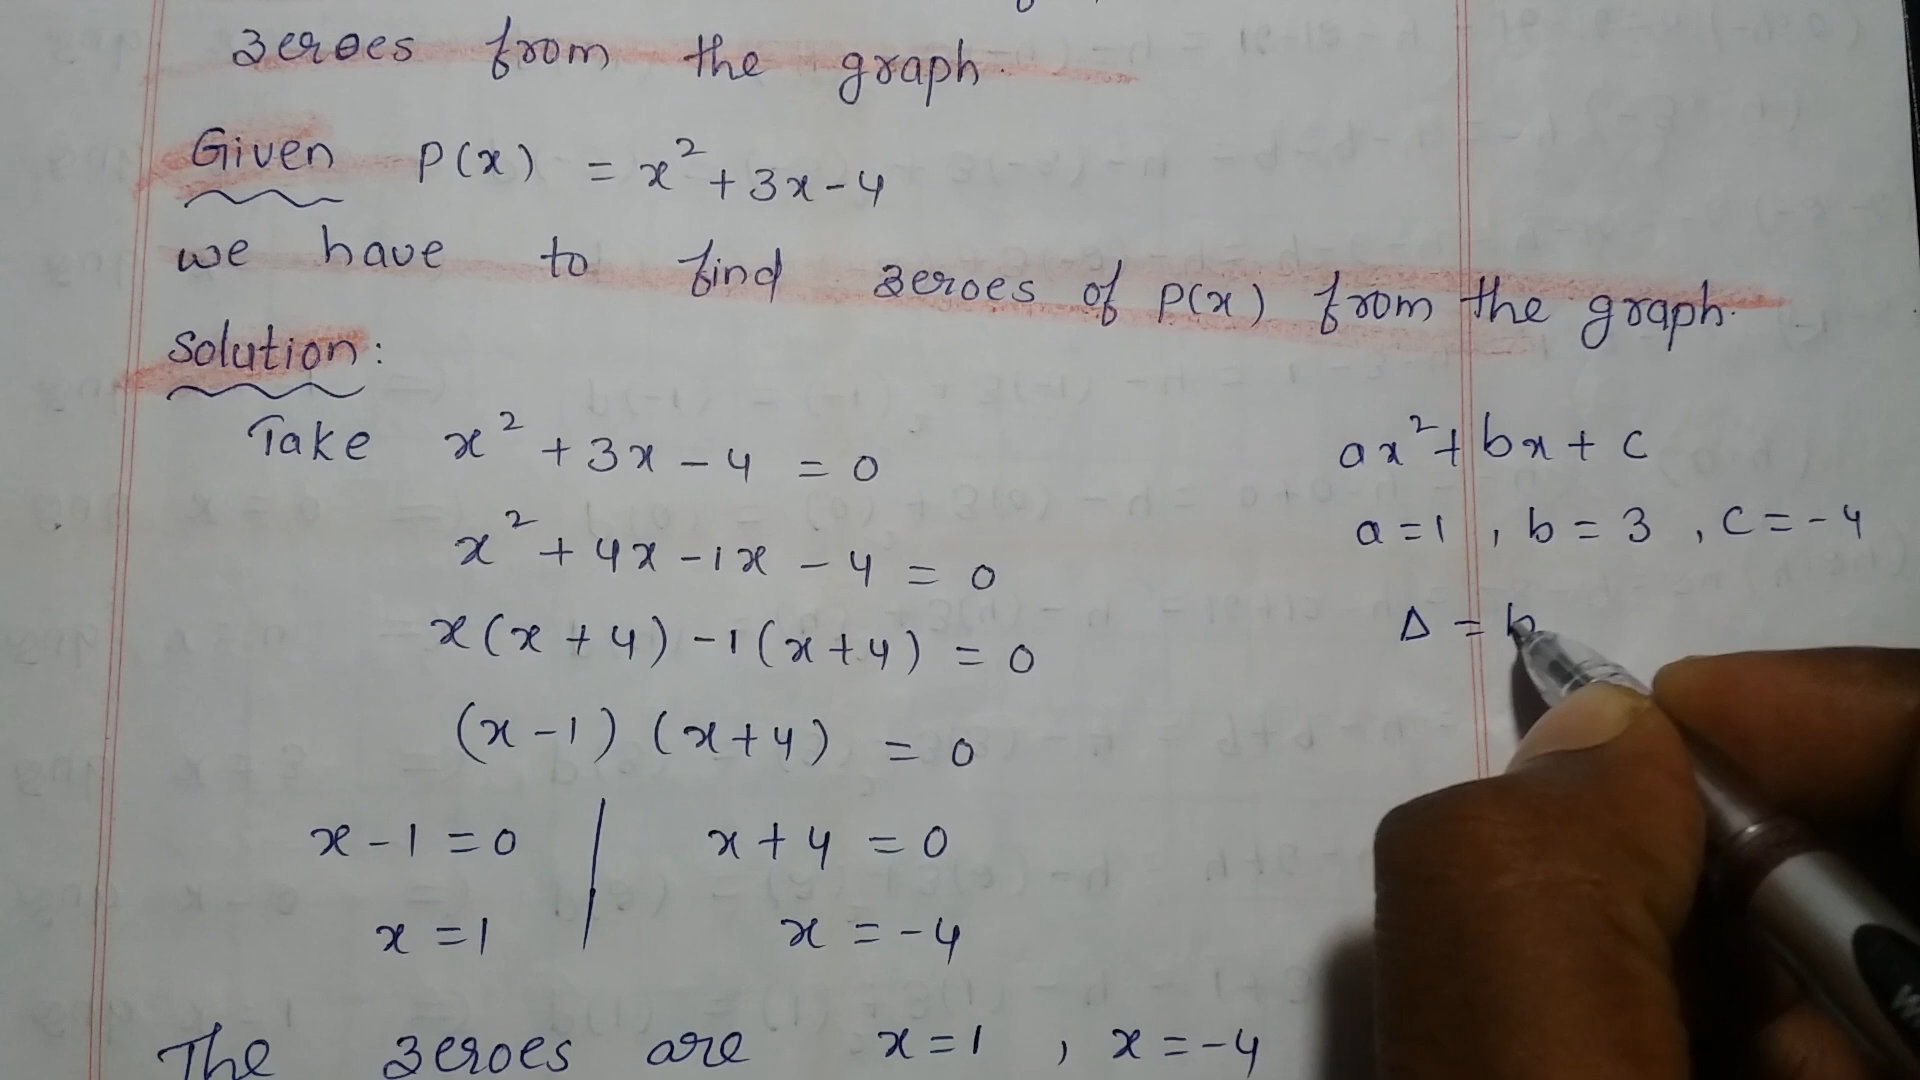 zeroes from the graph.
Given P(x) = x² + 3x - 4
we have to find zeroes of P(x) from the graph.
Solution:
Take x² + 3x - 4 = 0
x² + 4x - 1x - 4 = 0
x(x + 4) - 1(x + 4) = 0
(x - 1) (x + 4) = 0
x - 1 = 0 | x + 4 = 0
x = 1 | x = -4
The zeroes are x = 1 , x = -4
ax² + bx + c
a = 1 , b = 3 , c = -4
Δ = b